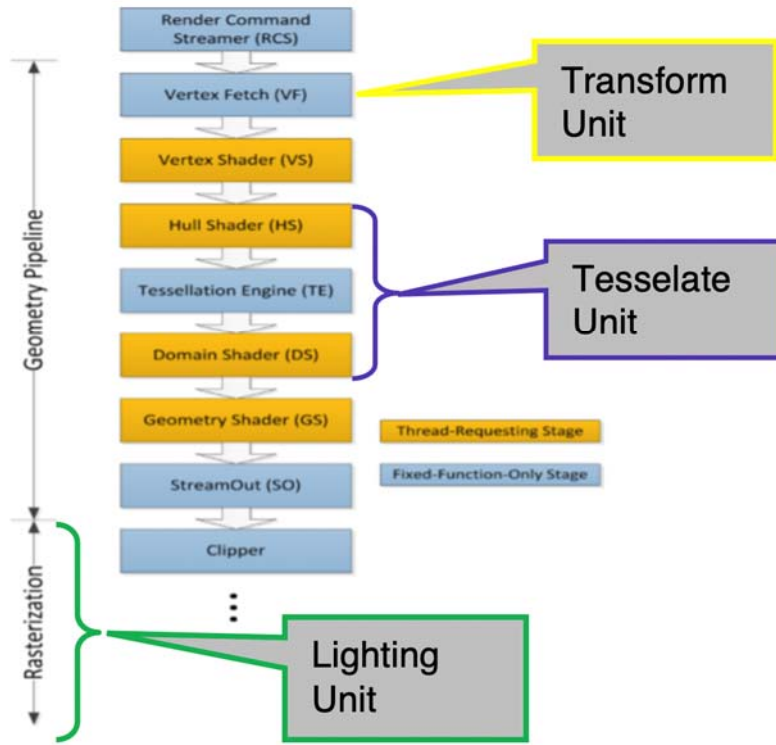 Render Command
Streamer (RCS)
Vertex Fetch (VF)
Transform
Unit
Vertex Shader (VS)
Hull Shader (HS)
Tessellation Engine (TE)
Tesselate
Unit
Domain Shader (DS)
Geometry Shader (GS)
Thread-Requesting Stage
StreamOut (SO)
Fixed-Function-Only Stage
Clipper
Geometry Pipeline
Rasterization
Lighting
Unit